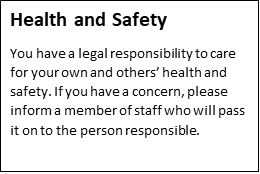 Health and Safety
You have a legal responsibility to care
for your own and others’ health and
safety. If you have a concern, please
inform a member of staff who will pass
it on to the person responsible.